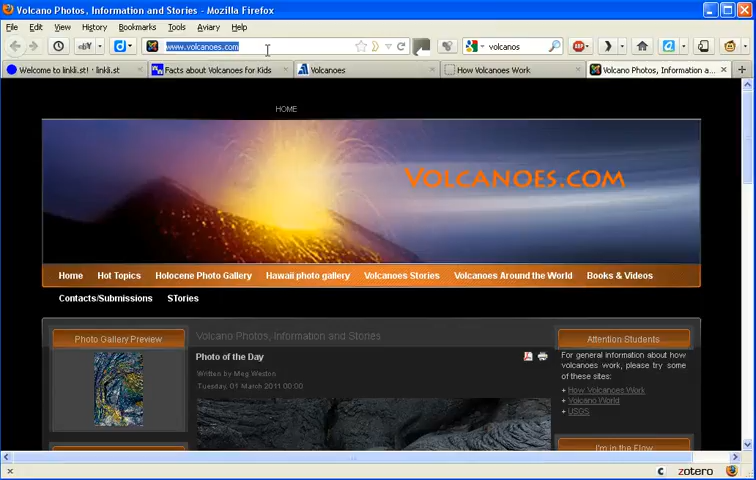 Volcano Photos, Information and Stories - Mozilla Firefox
File Edit View History Bookmarks Tools Aviary Help
www.volcanoes.com
volcanos
Welcome to linkli.st! · linkli.st
Facts about Volcanoes for Kids
Volcanoes
How Volcanoes Work
Volcano Photos, Information a...
HOME
VOLCANOES.COM
Home Hot Topics Holocene Photo Gallery Hawaii photo gallery Volcanoes Stories Volcanoes Around the World Books & Videos
Contacts/Submissions STories
Photo Gallery Preview
Volcano Photos, Information and Stories
Photo of the Day
Written by Meg Weston
Tuesday, 01 March 2011 00:00
Attention Students
For general information about how
volcanoes work, please try some
of these sites:
+ How Volcanoes Work
+ Volcano World
+ USGS
I'm in the Flow
zotero